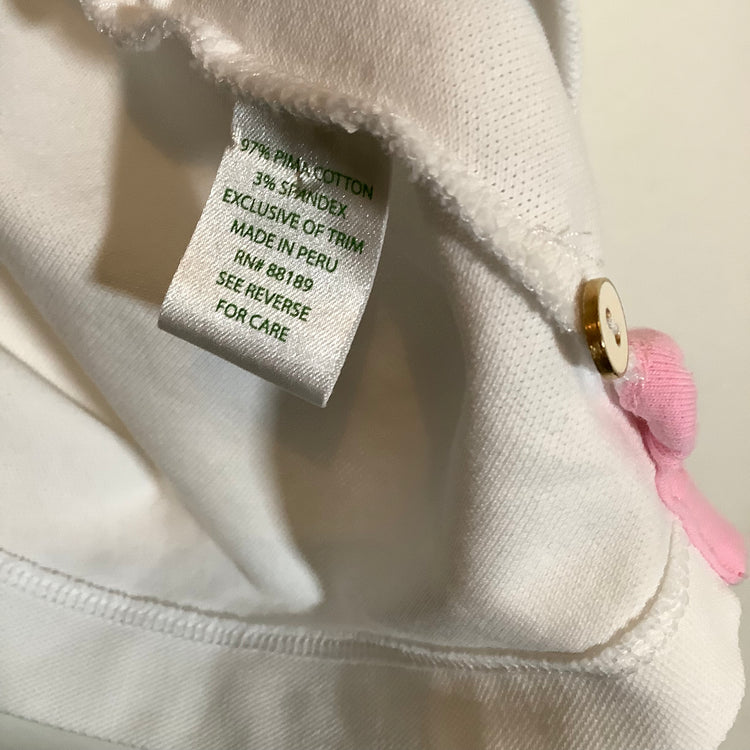 97% PIMA COTTON
3% SPANDEX
EXCLUSIVE OF TRIM
MADE IN PERU
RN# 88189
SEE REVERSE
FOR CARE